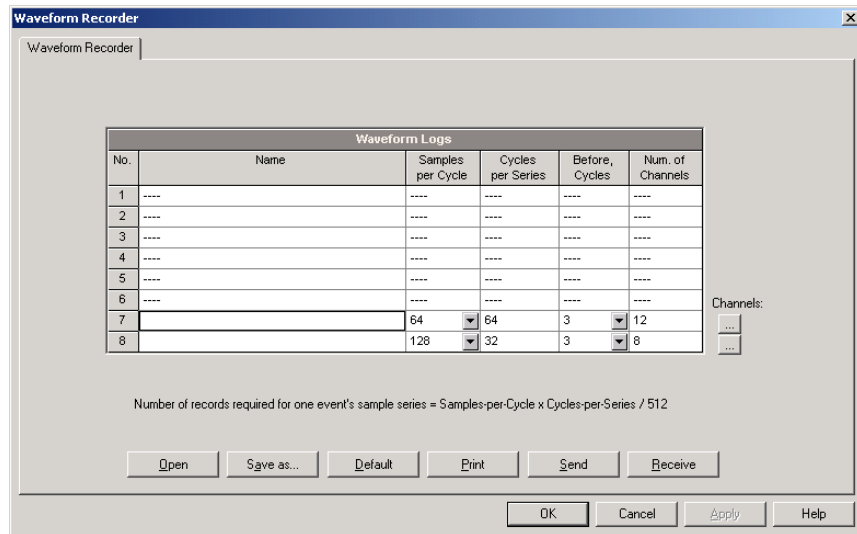 Waveform Recorder
Waveform Recorder
Waveform Logs
No. Name Samples per Cycle Cycles per Series Before, Cycles Num. of Channels
1 ---- ---- ---- ---- ----
2 ---- ---- ---- ---- ----
3 ---- ---- ---- ---- ----
4 ---- ---- ---- ---- ----
5 ---- ---- ---- ---- ----
6 ---- ---- ---- ---- ----
Channels:
7 64 64 3 12 ...
8 128 32 3 8 ...
Number of records required for one event's sample series = Samples-per-Cycle x Cycles-per-Series / 512
Open Save as... Default Print Send Receive
OK Cancel Apply Help